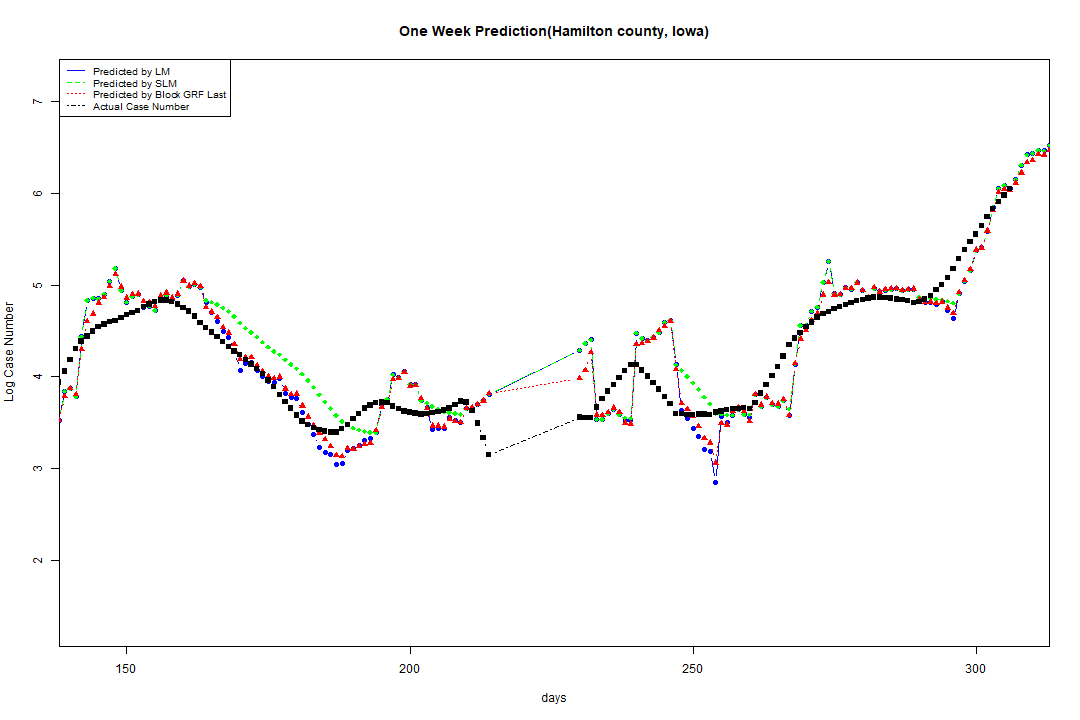 One Week Prediction(Hamilton county, Iowa)
Predicted by LM
Predicted by SLM
Predicted by Block GRF Last
Actual Case Number
7
6
5
4
3
2
Log Case Number
150 200 250 300
days